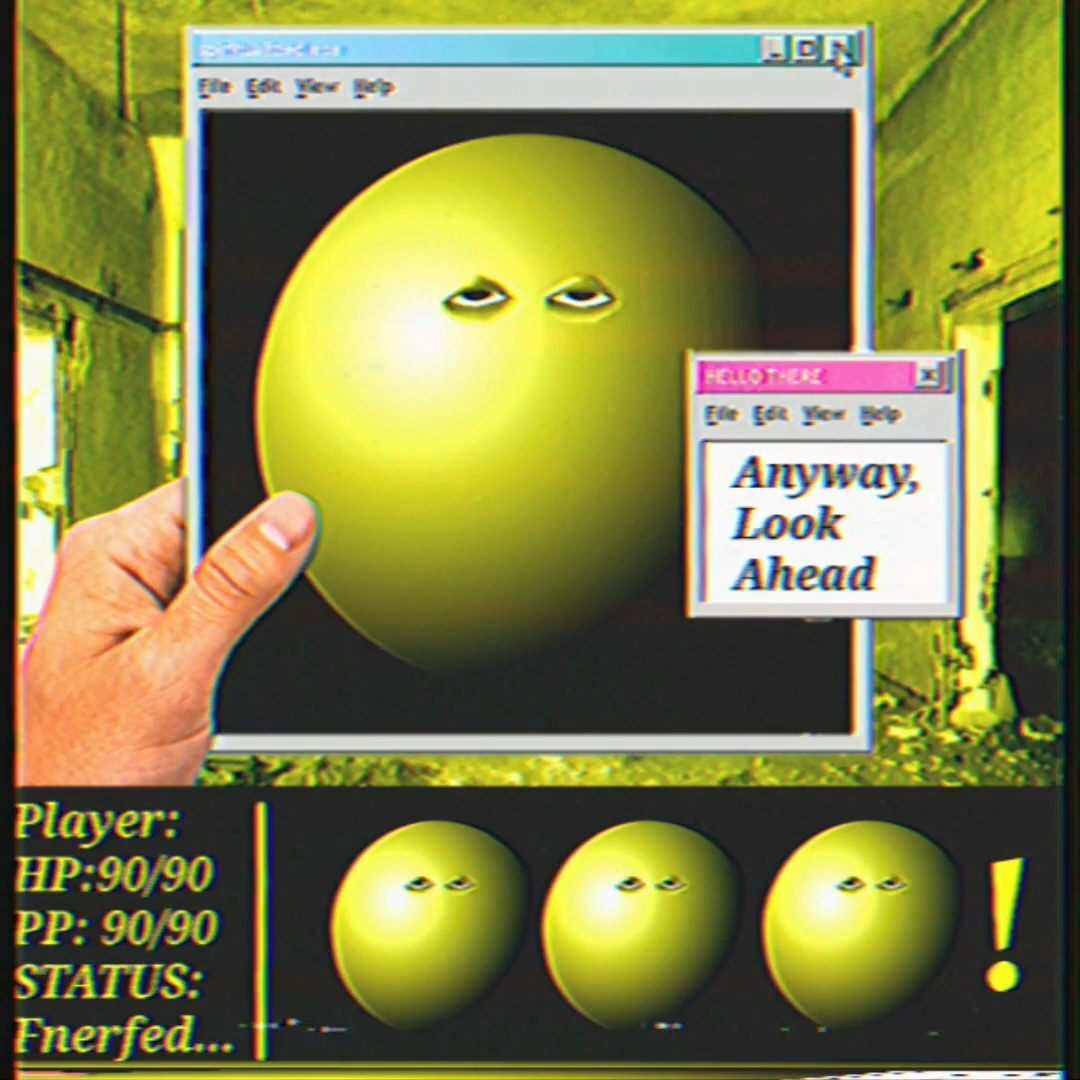 File Edit View Help
HELLO THERE
File Edit View Help
Anyway,
Look
Ahead
Player:
HP:90/90
PP: 90/90
STATUS:
Fnerfed...
!